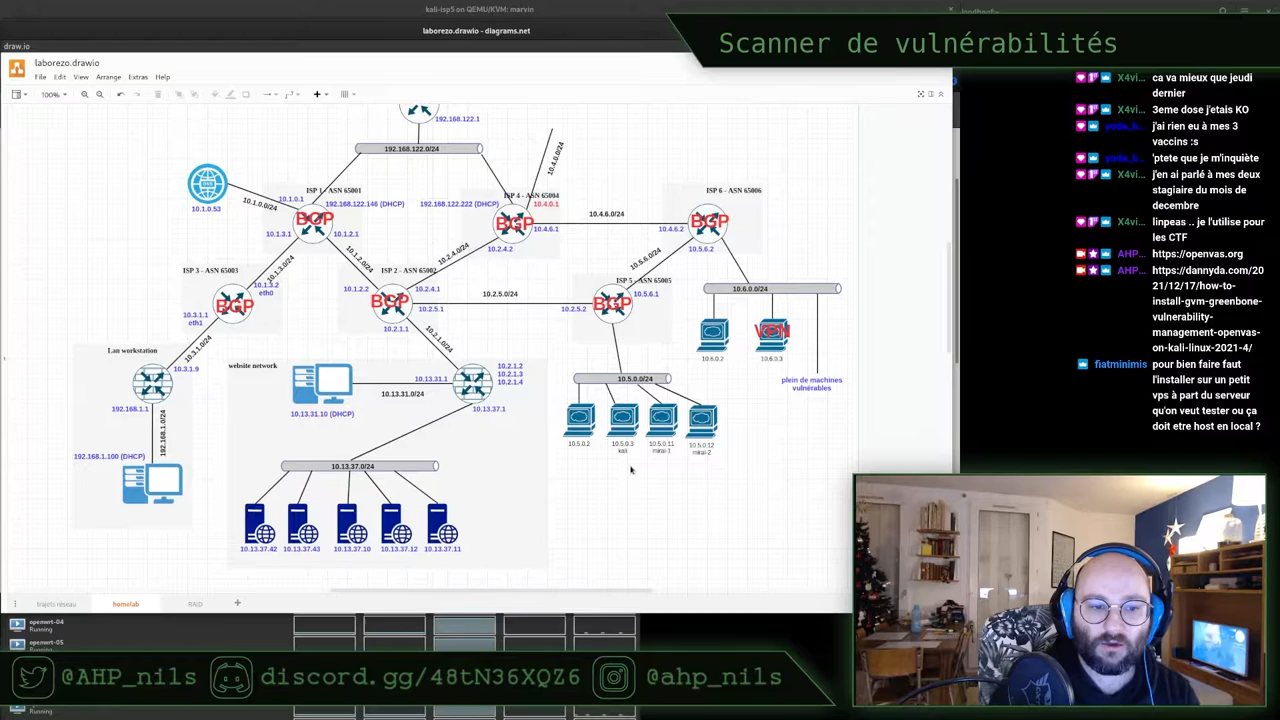 kali-isp5 on QEMU/KVM: marvin
laborezo.drawio - diagrams.net
Scanner de vulnérabilités
draw.io
laborezo.drawio
File Edit View Arrange Extras Help
100%
192.168.122.1
192.168.122.0/24
10.4.0.0/24
ISP 1 - ASN 65001
ISP 4 - ASN 65004
ISP 6 - ASN 65006
10.1.0.53
10.1.0.0/24
10.1.0.1
192.168.122.146 (DHCP)
192.168.122.222 (DHCP)
10.4.0.1
BGP
BGP
BGP
10.4.6.0/24
10.4.6.1
10.4.6.2
10.1.3.1
10.1.2.1
10.2.4.2
10.5.6.2
10.1.3.0/24
10.1.2.0/24
10.2.4.0/24
10.5.6.0/24
ISP 3 - ASN 65003
ISP 2 - ASN 65002
ISP 5 - ASN 65005
10.1.3.2
eth0
10.1.2.2
10.2.4.1
10.2.5.0/24
10.5.6.1
10.6.0.0/24
BGP
BGP
BGP
10.2.5.1
10.2.5.2
10.3.1.1
eth1
10.2.1.1
VPN
10.3.1.0/24
10.2.1.0/24
Lan workstation
10.6.0.2
10.6.0.3
website network
10.3.1.9
10.13.31.1
10.2.1.2
10.2.1.3
10.2.1.4
10.5.0.0/24
plein de machines
vulnérables
10.13.31.0/24
192.168.1.1
10.13.31.10 (DHCP)
10.13.37.1
192.168.1.0/24
10.5.0.2
10.5.0.3
kali
10.5.0.11
mirai-1
10.5.0.12
mirai-2
192.168.1.100 (DHCP)
10.13.37.0/24
10.13.37.42
10.13.37.43
10.13.37.10
10.13.37.12
10.13.37.11
trajets réseau
homelab
RAID
openwrt-04
Running
openwrt-05
Running
Running
X4vi... ca va mieux que jeudi
dernier
X4vi... 3eme dose j'etais KO
yoda_b... j'ai rien eu à mes 3
vaccins :s
yoda_b... 'ptete que je m'inquiète
X4vi... j'en ai parlé a mes deux
stagiaire du mois de
decembre
X4vi... linpeas .. je l'utilise pour
les CTF
AHP... https://openvas.org
AHP... https://dannyda.com/20
21/12/07/how-to-
install-gvm-greenbone-
vulnerability-
management-openvas-
on-kali-linux-2021-4/
fiatminimis pour bien faire faut
l'installer sur un patit
vps à part du serveur
qu'on veut tester ou ça
doit etre host en local ?
@AHP_nils
discord.gg/48tN36XQZ6
@ahp_nils